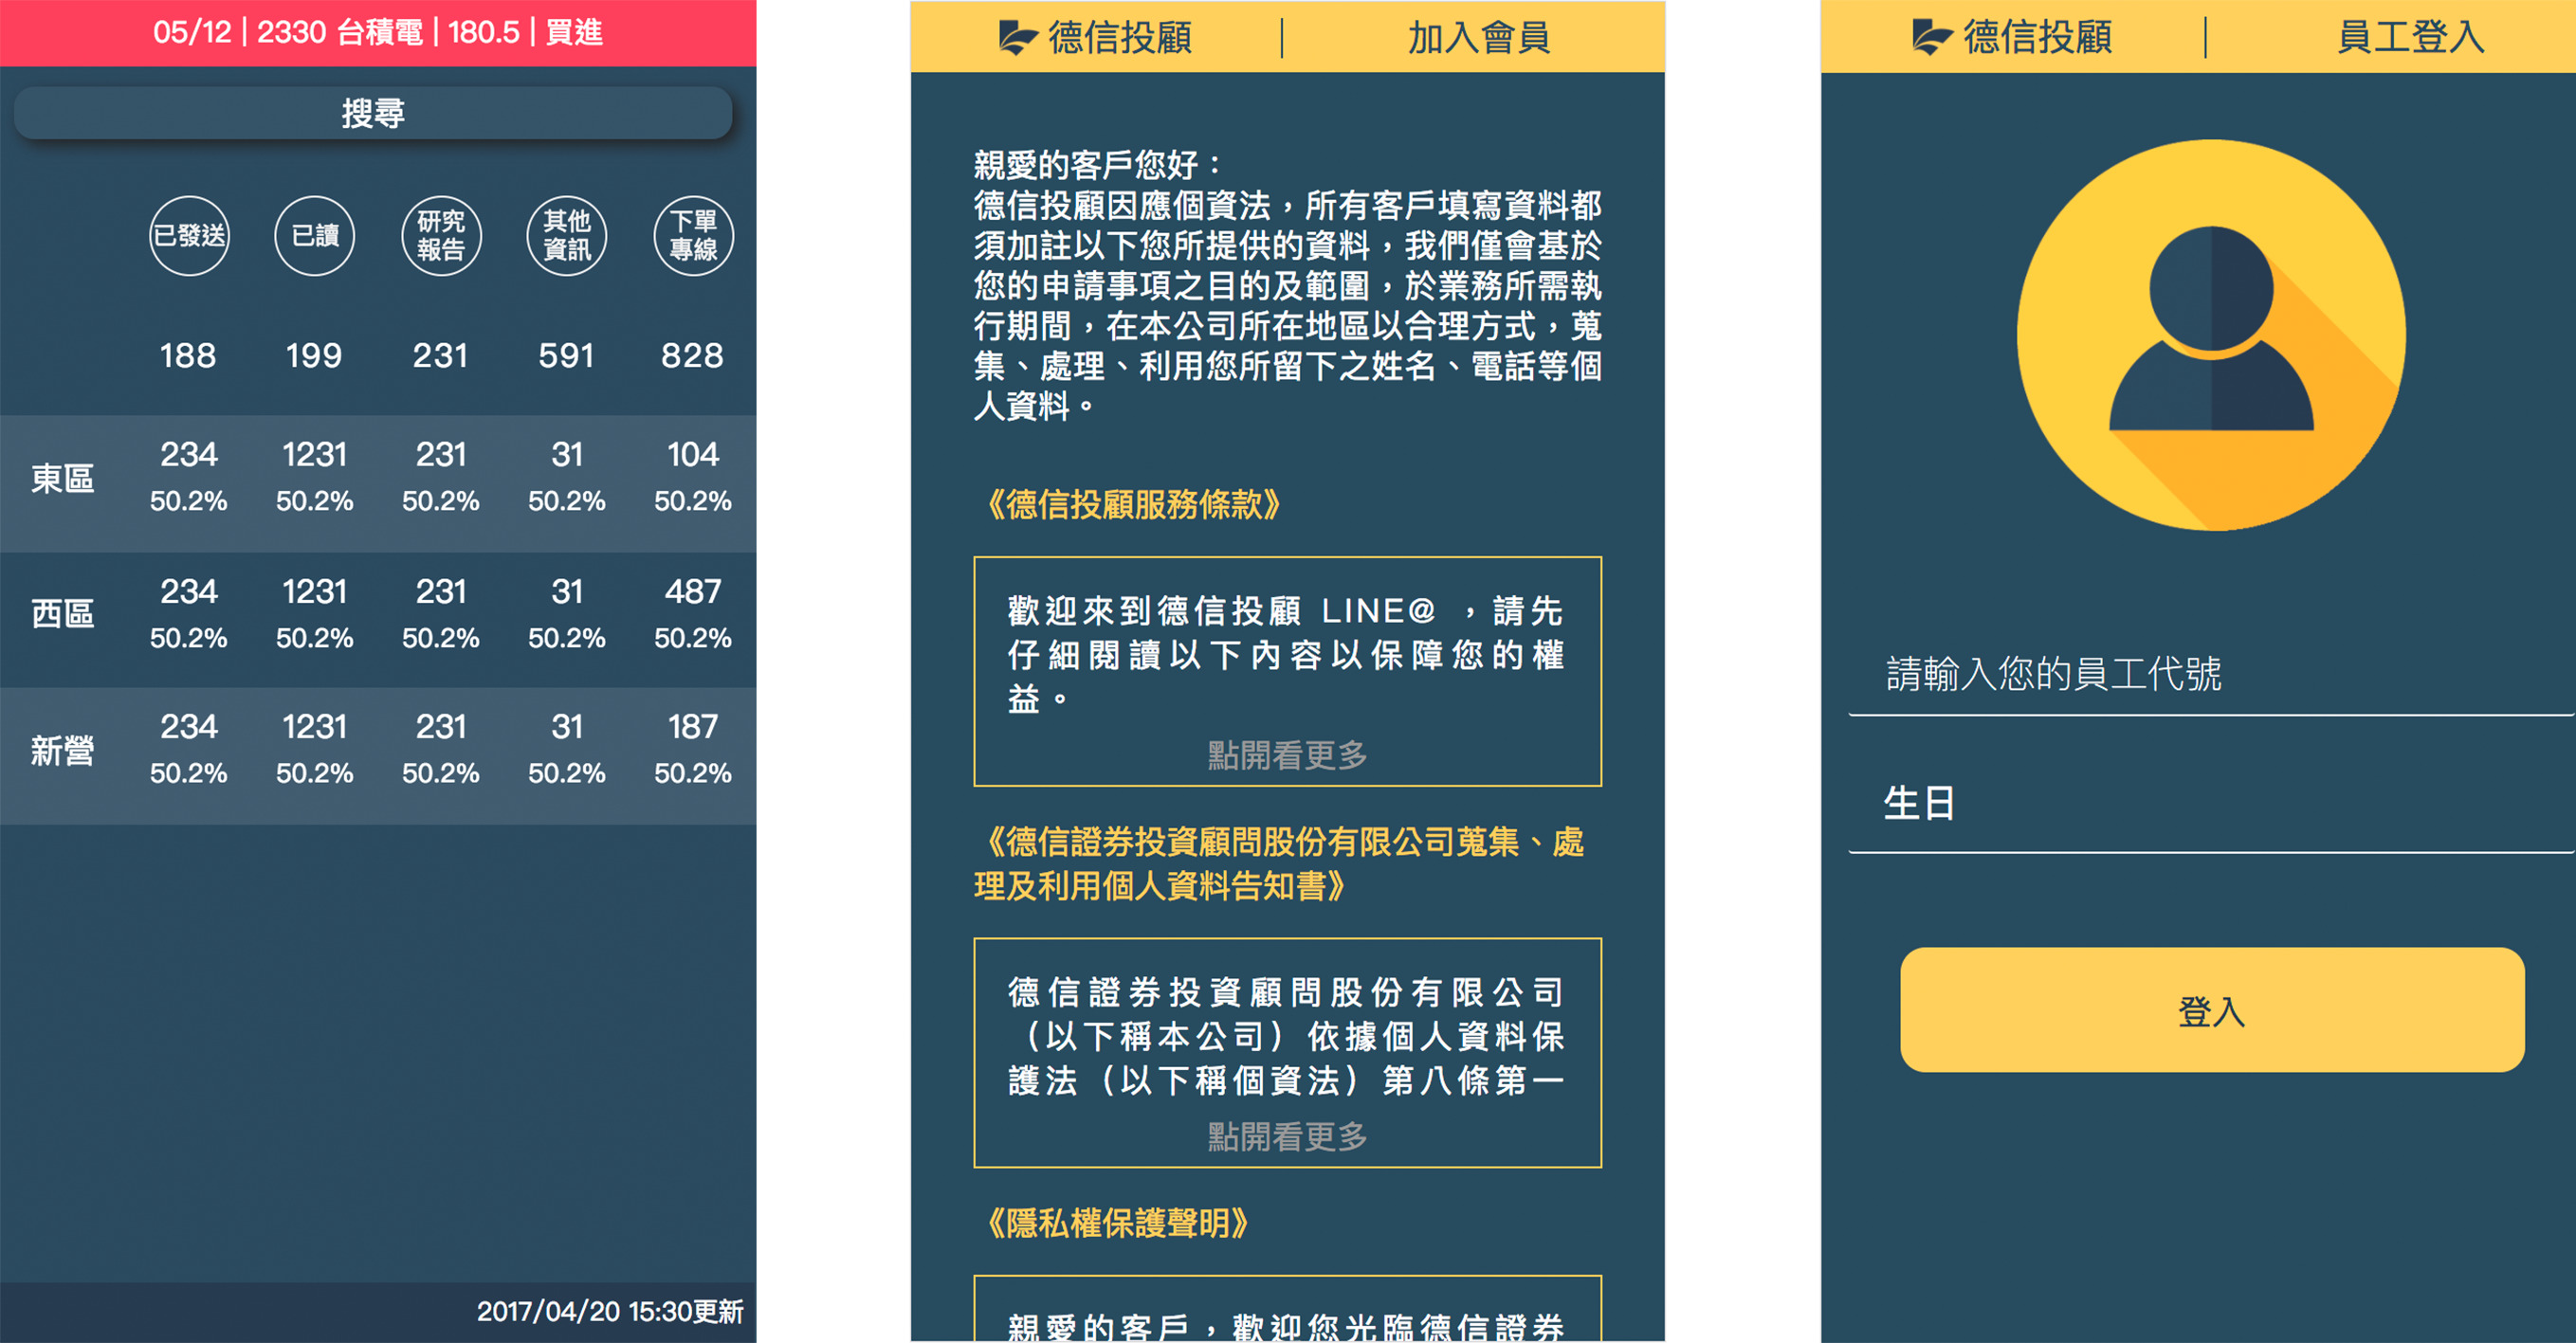 05/12 | 2330 台積電 | 180.5 | 買進
搜尋
已發送 已讀 研究報告 其他資訊 下單專線
188 199 231 591 828
東區 234 1231 231 31 104
50.2% 50.2% 50.2% 50.2% 50.2%
西區 234 1231 231 31 487
50.2% 50.2% 50.2% 50.2% 50.2%
新營 234 1231 231 31 187
50.2% 50.2% 50.2% 50.2% 50.2%
2017/04/20 15:30更新
德信投顧 | 加入會員
親愛的客戶您好：
德信投顧因應個資法，所有客戶填寫資料都
須加註以下您所提供的資料，我們僅會基於
您的申請事項之目的及範圍，於業務所需執
行期間，在本公司所在地區以合理方式，蒐
集、處理、利用您所留下之姓名、電話等個
人資料。
《德信投顧服務條款》
歡迎來到德信投顧 LINE@ ，請先
仔細閱讀以下內容以保障您的權
益。
點開看更多
《德信證券投資顧問股份有限公司蒐集、處
理及利用個人資料告知書》
德信證券投資顧問股份有限公司
（以下稱本公司）依據個人資料保
護法（以下稱個資法）第八條第一
點開看更多
《隱私權保護聲明》
親愛的客戶，歡迎您光臨德信證券
德信投顧 | 員工登入
請輸入您的員工代號
生日
登入